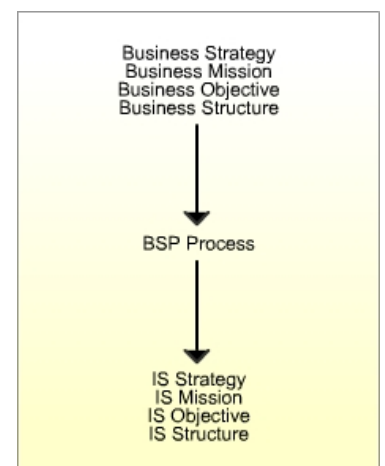 Business Strategy
Business Mission
Business Objective
Business Structure
BSP Process
IS Strategy
IS Mission
IS Objective
IS Structure